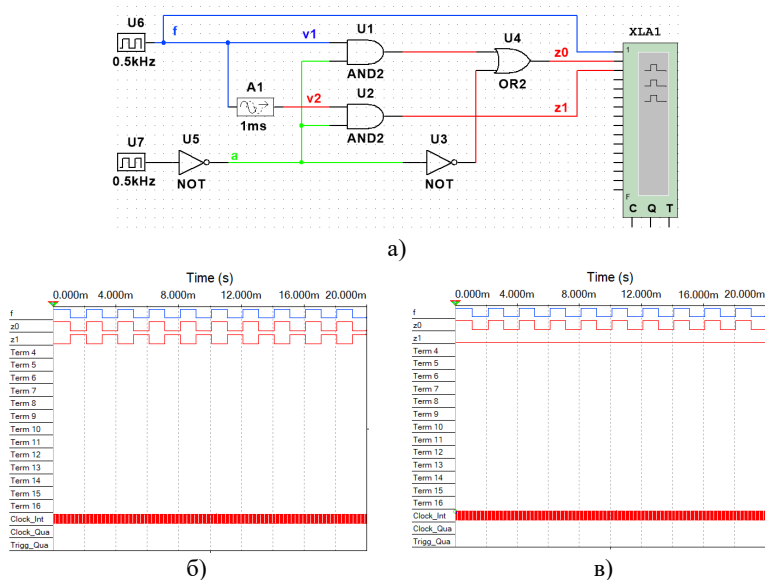 U6
f
v1
U1
U4
z0
XLA1
0.5kHz
AND2
OR2
1
A1
v2
U2
z1
1ms
AND2
U7
U5
a
U3
0.5kHz
NOT
NOT
F
C Q T
а)
Time (s)
0.000m 4.000m 8.000m 12.000m 16.000m 20.000m
f
z0
z1
Term 4
Term 5
Term 6
Term 7
Term 8
Term 9
Term 10
Term 11
Term 12
Term 13
Term 14
Term 15
Term 16
Clock_Int
Clock_Qua
Trigg_Qua
б)
Time (s)
0.000m 4.000m 8.000m 12.000m 16.000m 20.000m
f
z0
z1
Term 4
Term 5
Term 6
Term 7
Term 8
Term 9
Term 10
Term 11
Term 12
Term 13
Term 14
Term 15
Term 16
Clock_Int
Clock_Qua
Trigg_Qua
в)